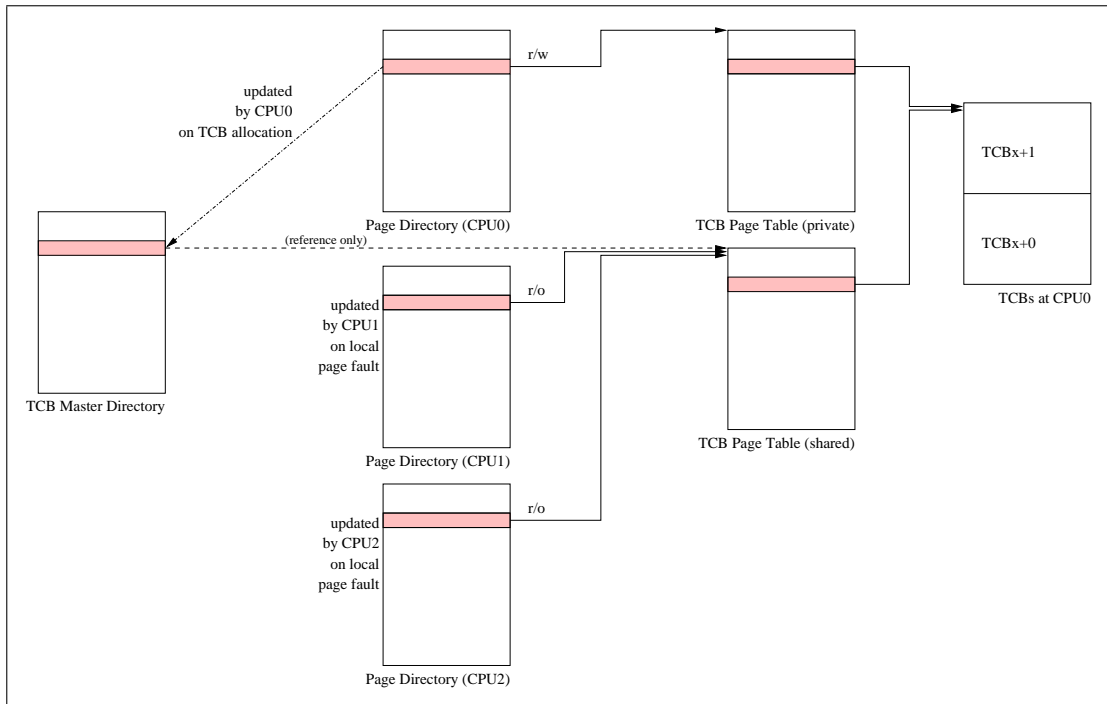 r/w
updated
by CPU0
on TCB allocation
TCBx+1
TCBx+0
TCBs at CPU0
Page Directory (CPU0)
TCB Page Table (private)
(reference only)
TCB Master Directory
r/o
updated
by CPU1
on local
page fault
Page Directory (CPU1)
TCB Page Table (shared)
r/o
updated
by CPU2
on local
page fault
Page Directory (CPU2)